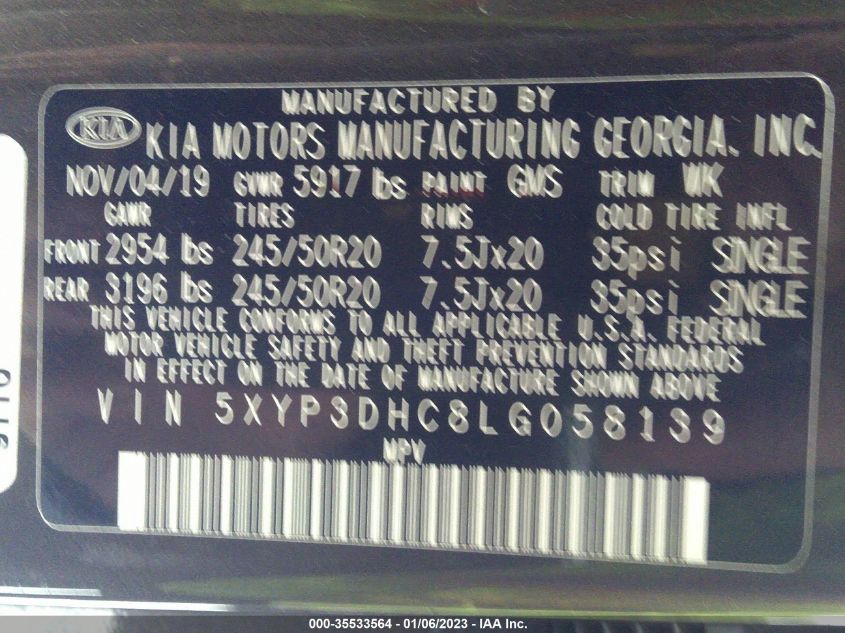 MANUFACTURED BY
KIA KIA MOTORS MANUFACTURING GEORGIA, INC.
NOV/04/19 GVWR 5917 lbs PAINT GMS TRIM WK
GAWR TIRES RIMS COLD TIRE INFL
FRONT 2954 lbs 245/50R20 7.5Jx20 35psi SINGLE
REAR 3196 lbs 245/50R20 7.5Jx20 35psi SINGLE
THIS VEHICLE CONFORMS TO ALL APPLICABLE U.S.A. FEDERAL
MOTOR VEHICLE SAFETY AND THEFT PREVENTION STANDARDS
IN EFFECT ON THE DATE OF MANUFACTURE SHOWN ABOVE
VIN 5XYP3DHC8LG058139
MPV
000-35533564 - 01/06/2023 - IAA Inc.